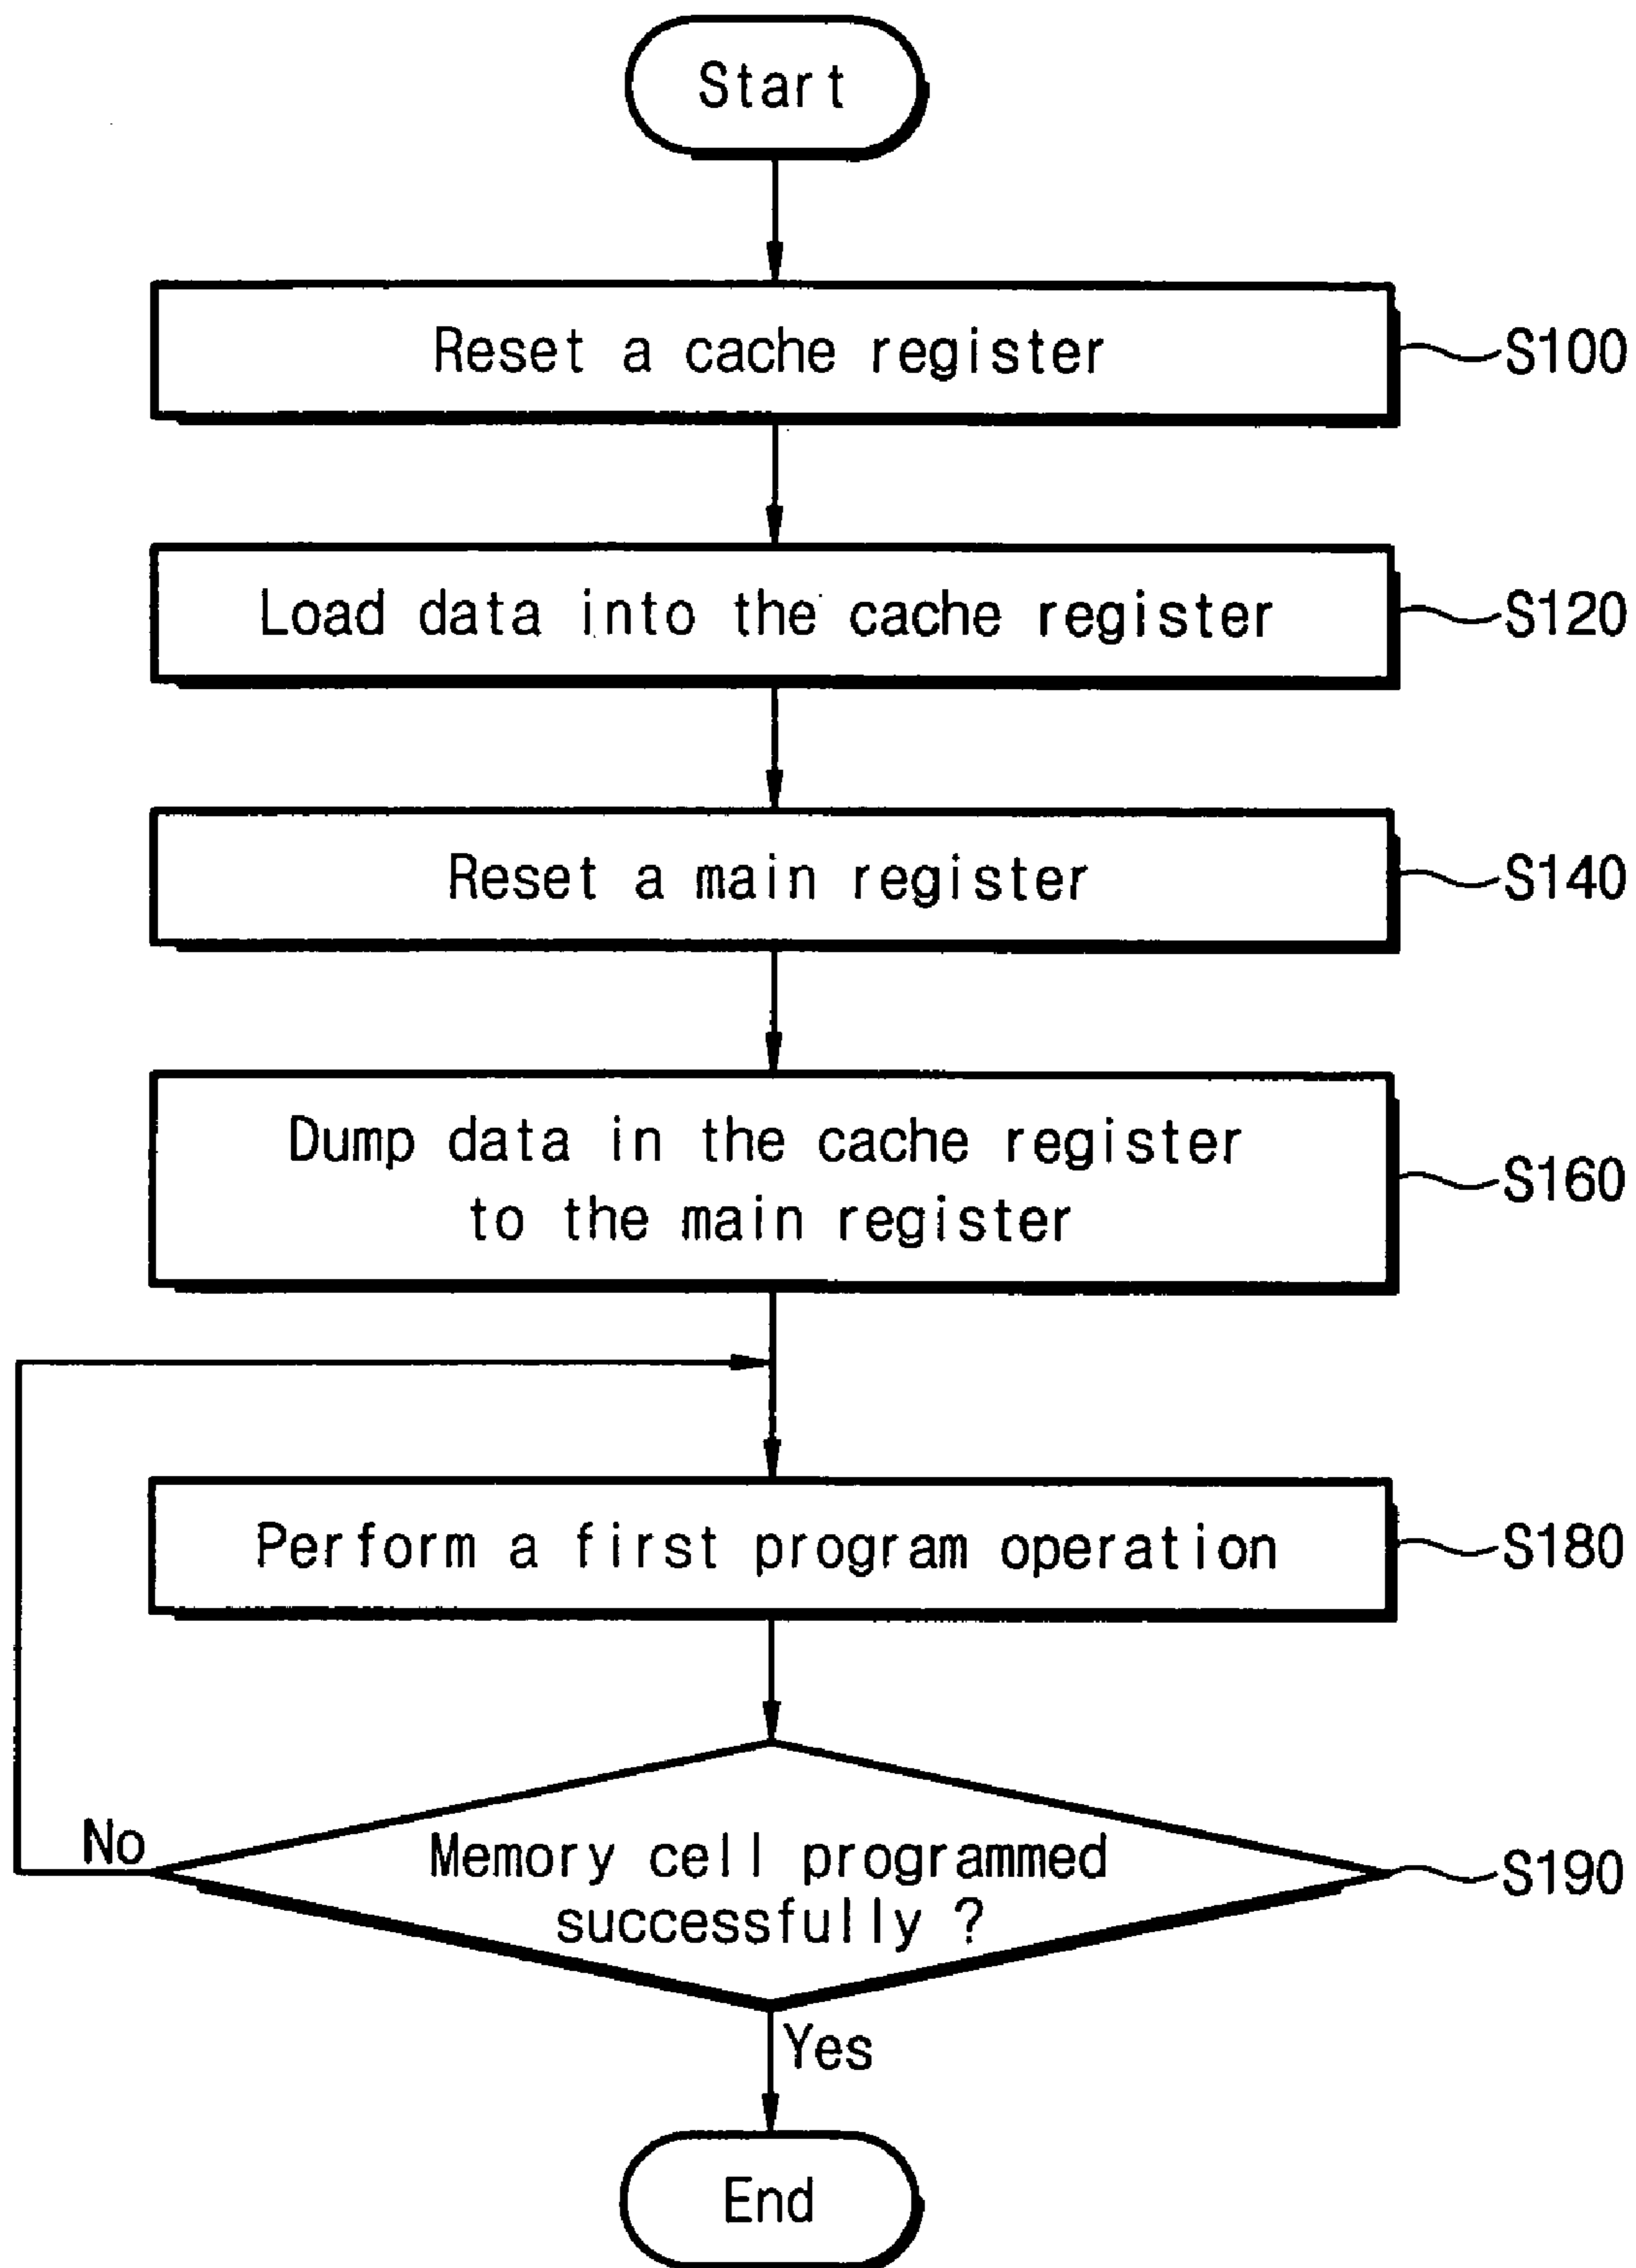 Start
Reset a cache register
S100
Load data into the cache register
S120
Reset a main register
S140
Dump data in the cache register
to the main register
S160
Perform a first program operation
S180
No
Memory cell programmed
successfully ?
S190
Yes
End